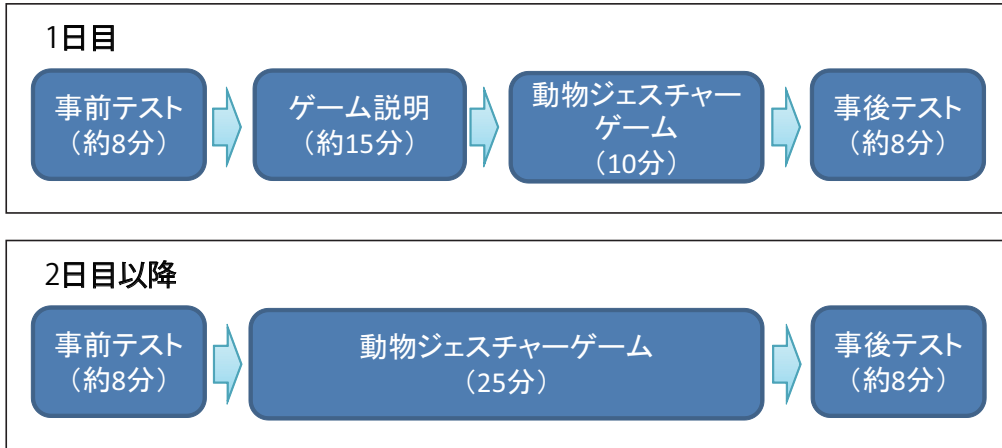 1日目
事前テスト
（約8分）
ゲーム説明
（約15分）
動物ジェスチャー
ゲーム
（10分）
事後テスト
（約8分）
2日目以降
事前テスト
（約8分）
動物ジェスチャーゲーム
（25分）
事後テスト
（約8分）